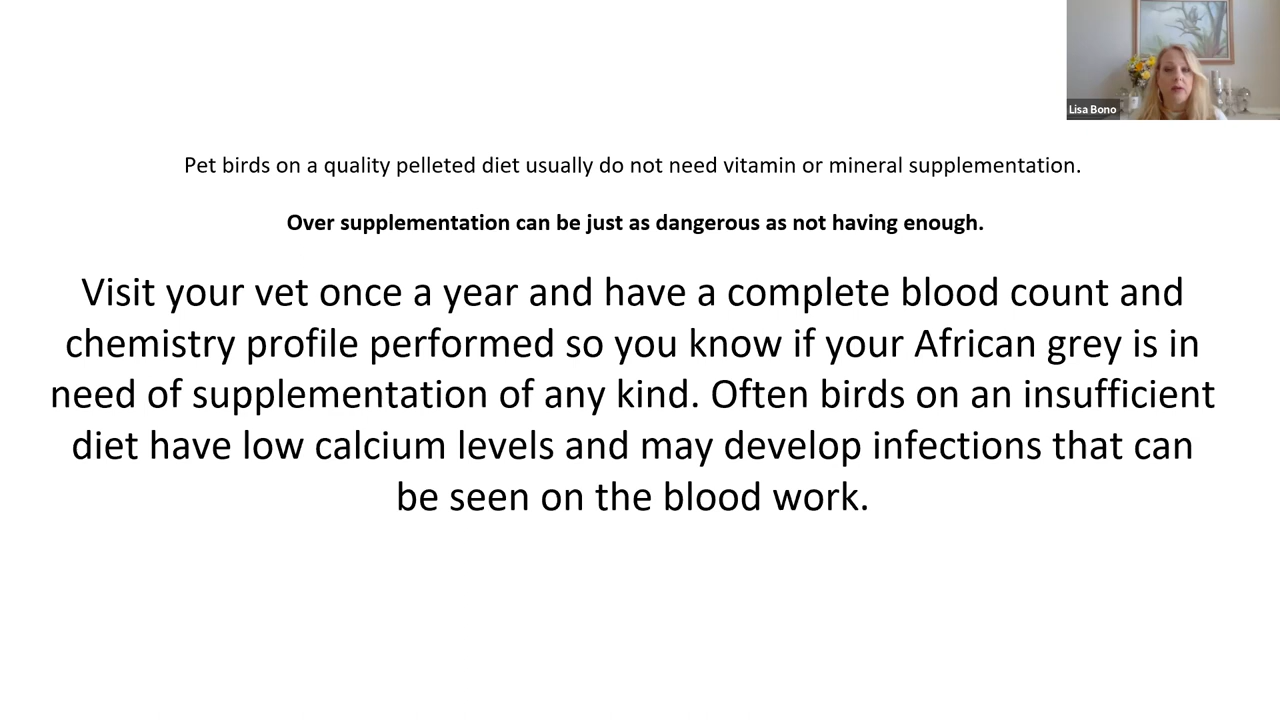 Lisa Bono
Pet birds on a quality pelleted diet usually do not need vitamin or mineral supplementation.
Over supplementation can be just as dangerous as not having enough.
Visit your vet once a year and have a complete blood count and
chemistry profile performed so you know if your African grey is in
need of supplementation of any kind. Often birds on an insufficient
diet have low calcium levels and may develop infections that can
be seen on the blood work.